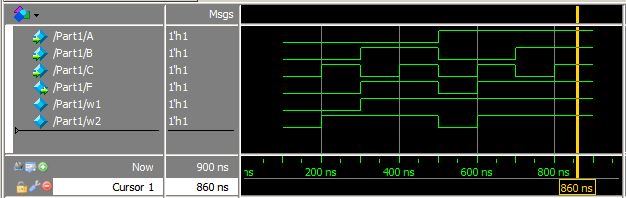 Msgs
/Part1/A 1'h1
/Part1/B 1'h1
/Part1/C 1'h1
/Part1/F 1'h1
/Part1/w1 1'h1
/Part1/w2 1'h1
Now 900 ns ns 200 ns 400 ns 600 ns 800 ns
Cursor 1 860 ns 860 ns